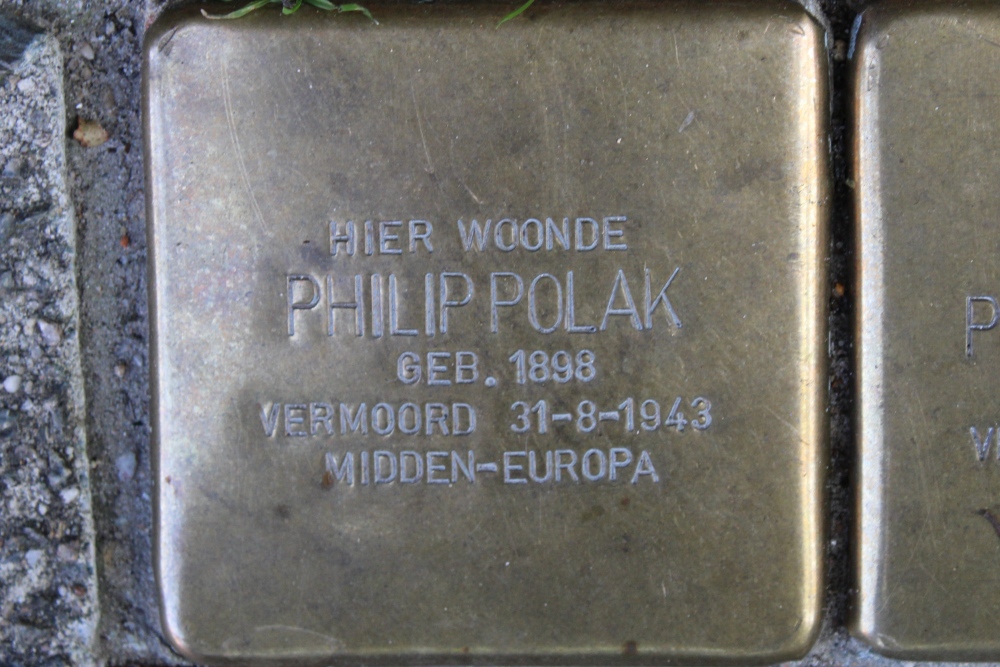 HIER WOONDE
PHILIP POLAK
GEB. 1898
VERMOORD 31-8-1943
MIDDEN-EUROPA